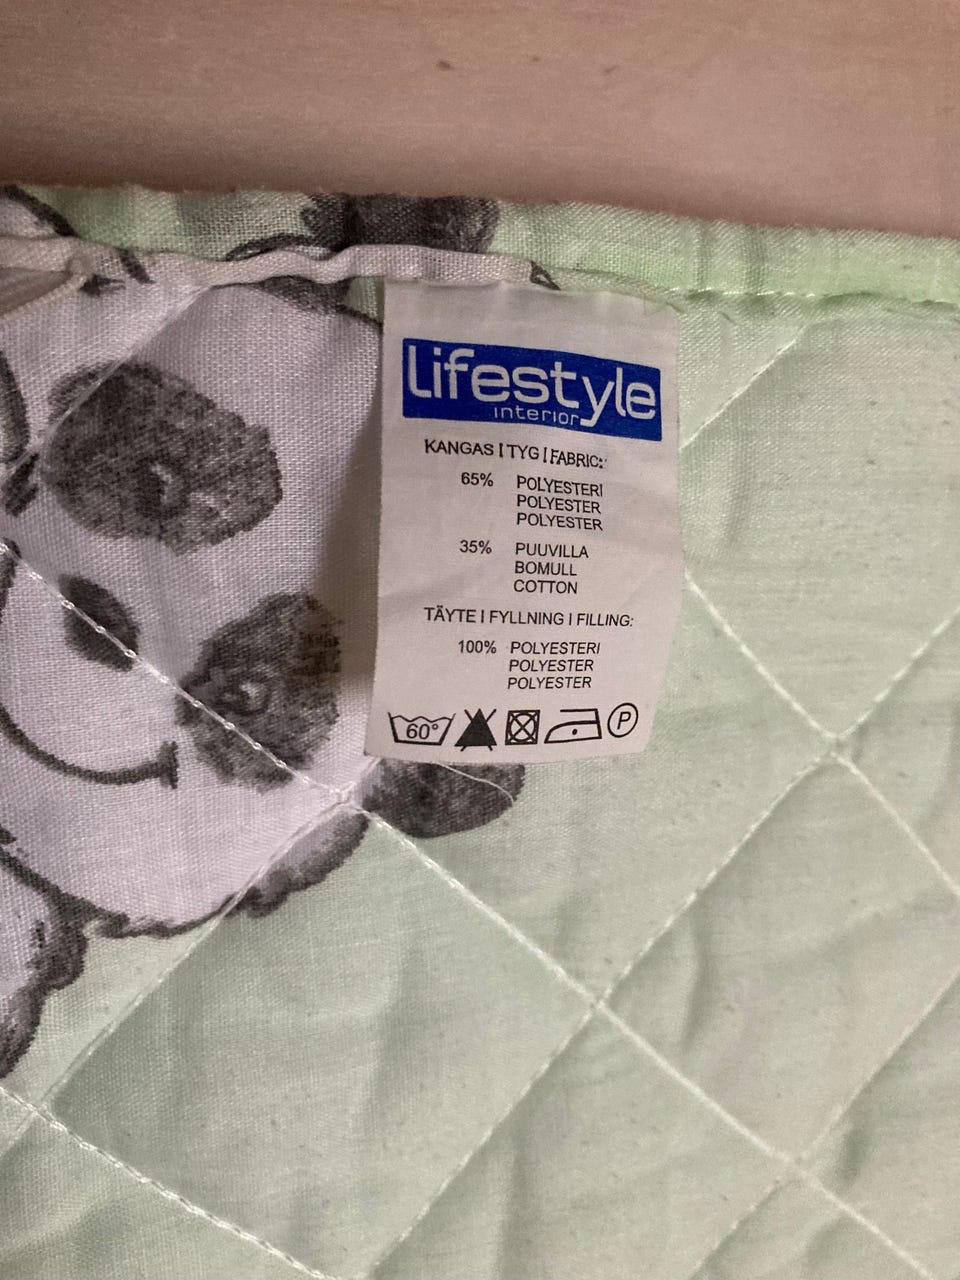 lifestyle
interior
KANGAS I TYG I FABRIC:
65% POLYESTERI
POLYESTER
POLYESTER
35% PUUVILLA
BOMULL
COTTON
TÄYTE I FYLLNING I FILLING:
100% POLYESTERI
POLYESTER
POLYESTER
60° P